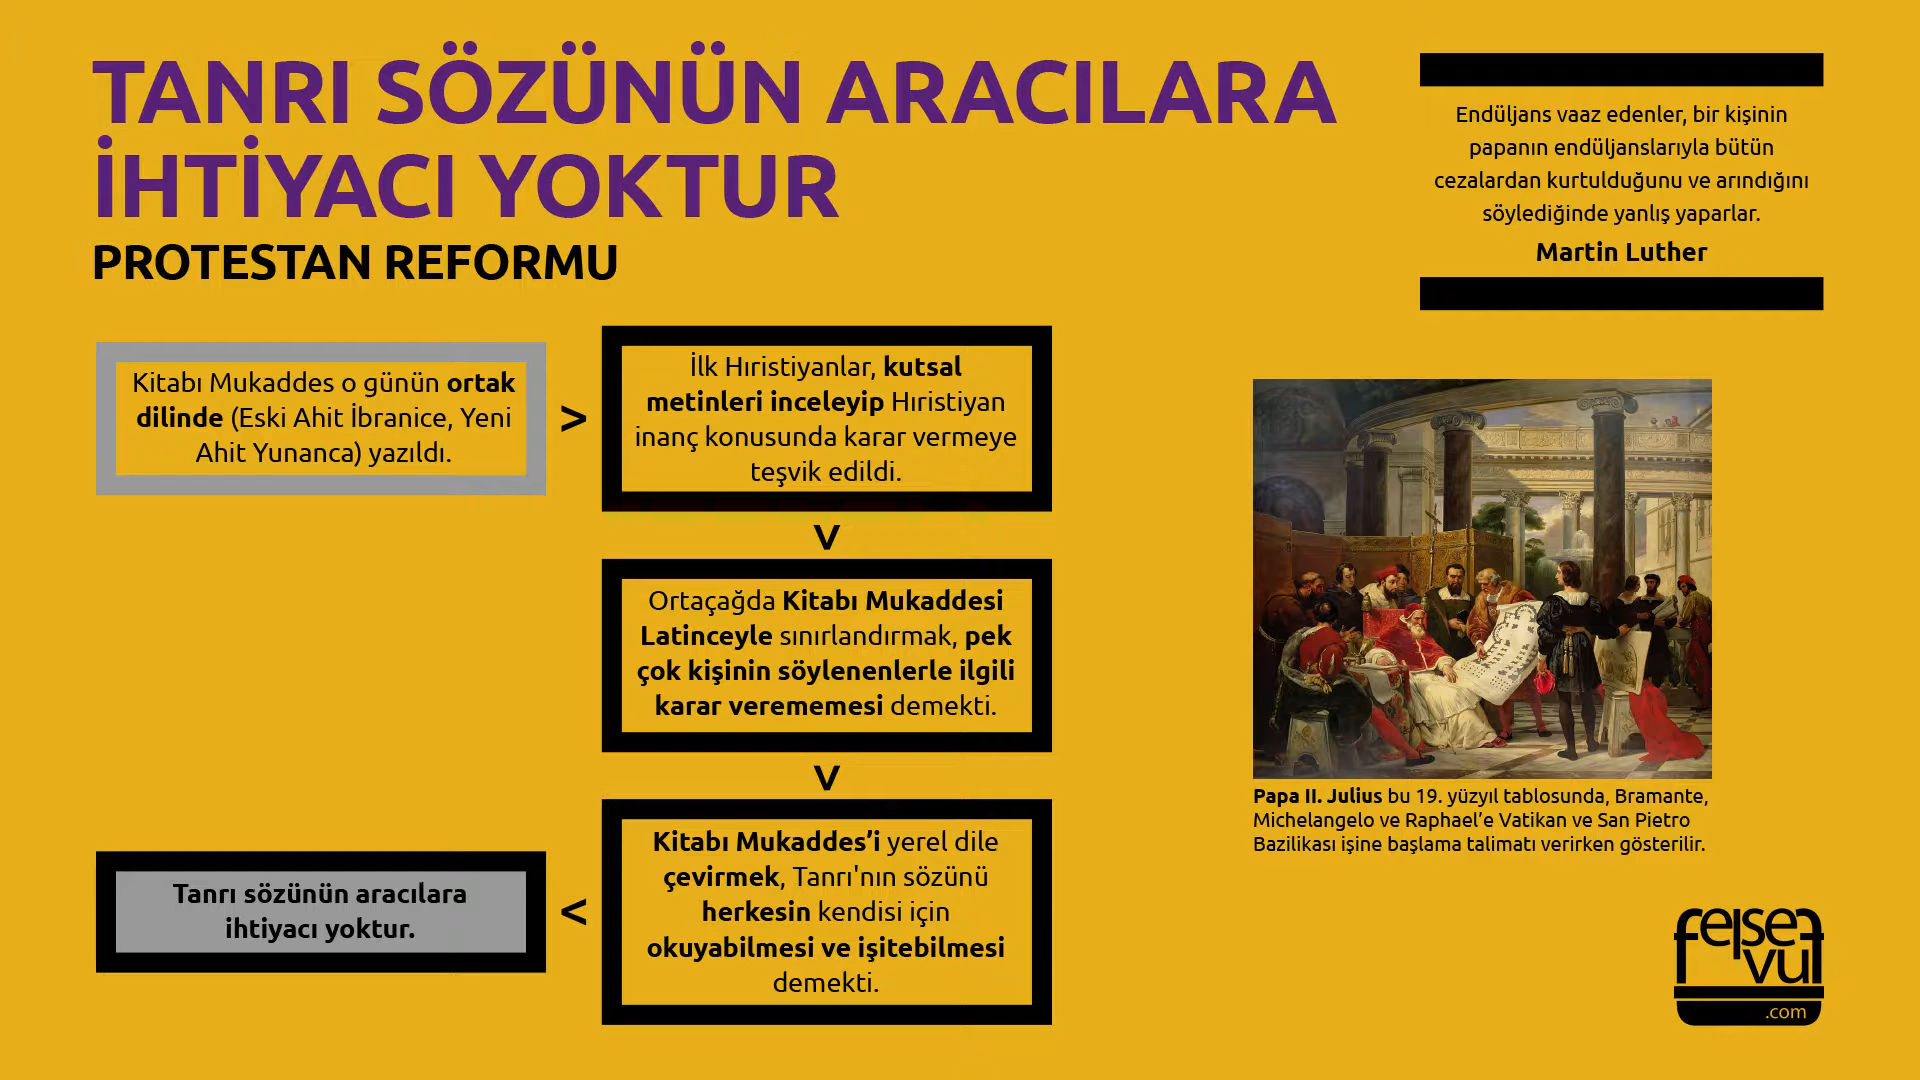 TANRI SÖZÜNÜN ARACILARA
İHTİYACI YOKTUR
PROTESTAN REFORMU
Endüljans vaaz edenler, bir kişinin
papanın endüljanslarıyla bütün
cezalardan kurtulduğunu ve arındığını
söylediğinde yanlış yaparlar.
Martin Luther
Kitabı Mukaddes o günün ortak
dilinde (Eski Ahit İbranice, Yeni
Ahit Yunanca) yazıldı.
>
İlk Hıristiyanlar, kutsal
metinleri inceleyip Hıristiyan
inanç konusunda karar vermeye
teşvik edildi.
>
Ortaçağda Kitabı Mukaddesi
Latinceyle sınırlandırmak, pek
çok kişinin söylenenlerle ilgili
karar verememesi demekti.
>
Kitabı Mukaddes’i yerel dile
çevirmek, Tanrı'nın sözünü
herkesin kendisi için
okuyabilmesi ve işitebilmesi
demekti.
<
Tanrı sözünün aracılara
ihtiyacı yoktur.
Papa II. Julius bu 19. yüzyıl tablosunda, Bramante,
Michelangelo ve Raphael’e Vatikan ve San Pietro
Bazilikası işine başlama talimatı verirken gösterilir.
felsef
vuf
.com